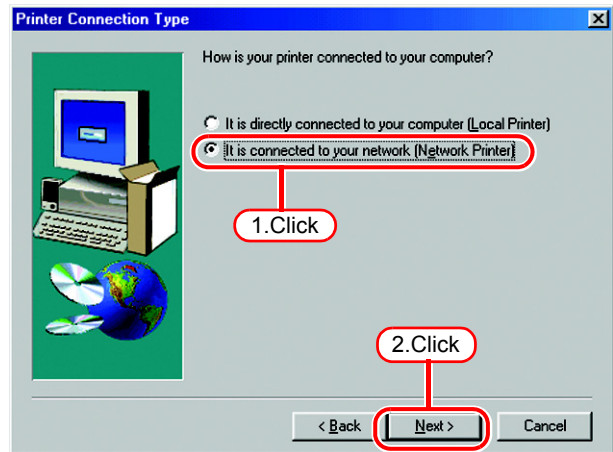 Printer Connection Type
How is your printer connected to your computer?
It is directly connected to your computer (Local Printer)
It is connected to your network (Network Printer)
1.Click
2.Click
< Back
Next >
Cancel